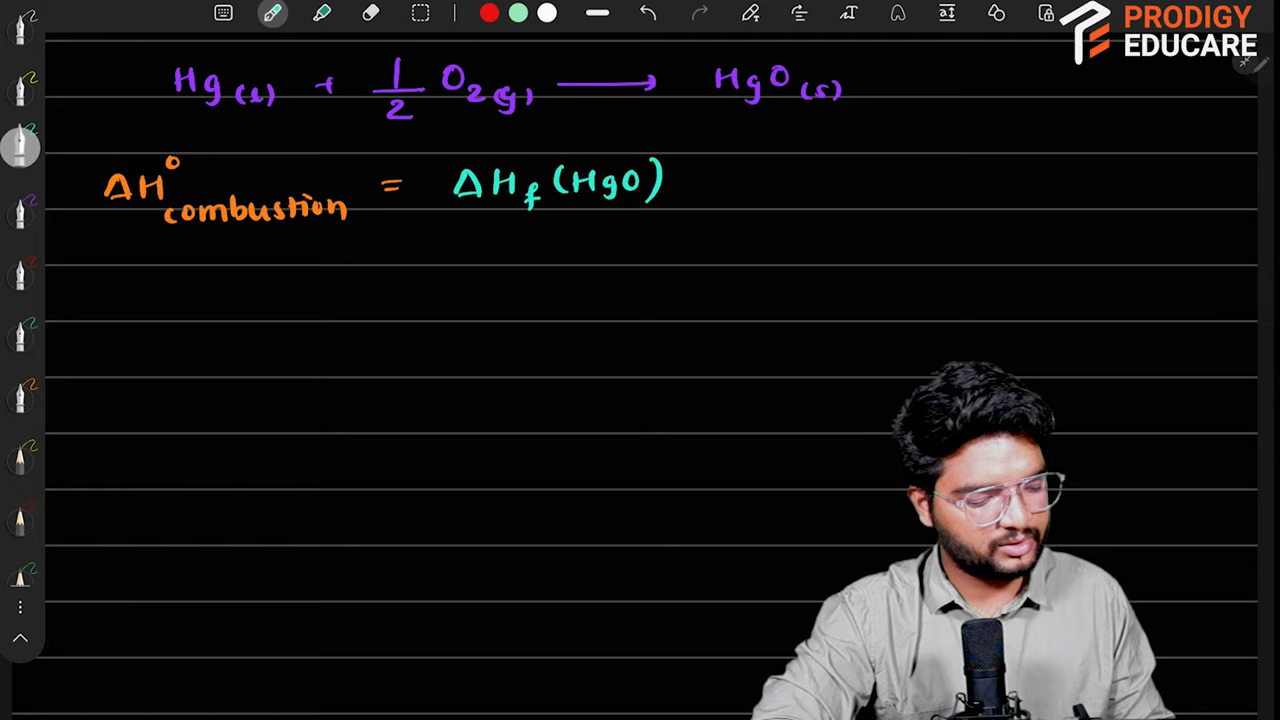 PRODIGY
EDUCARE
Hg(l) + 1/2 O₂(g) ⟶ HgO(s)
ΔH°combustion = ΔHf(HgO)